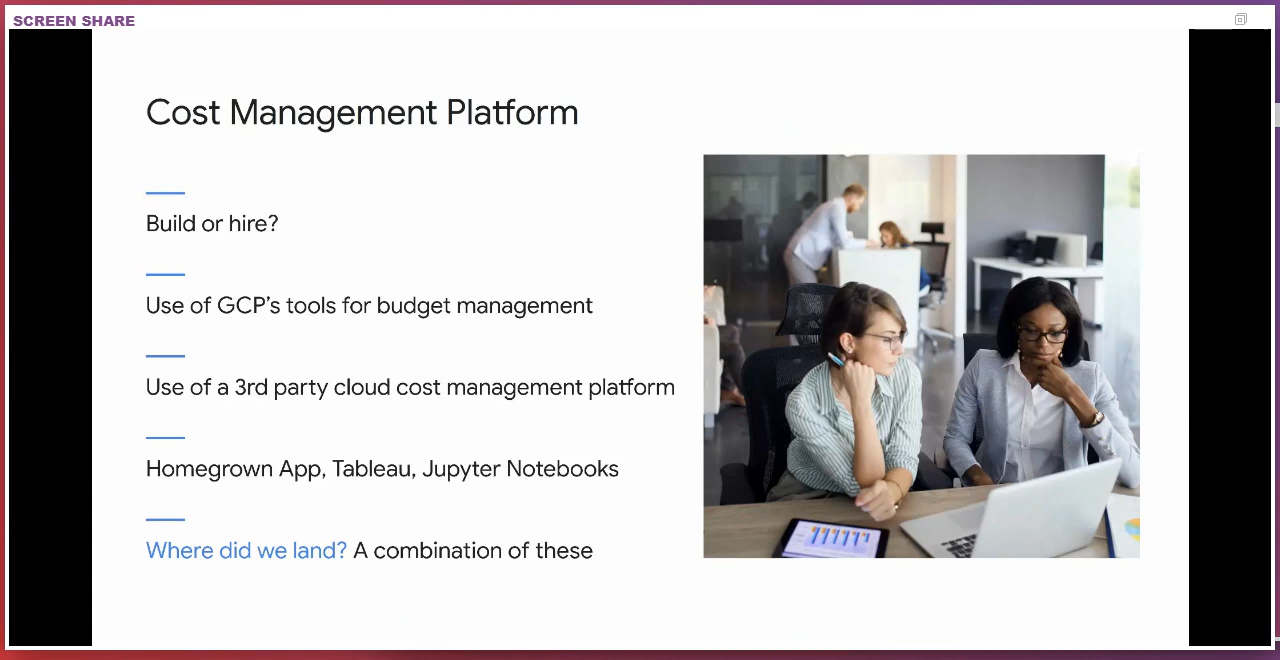 SCREEN SHARE
Cost Management Platform
Build or hire?
Use of GCP's tools for budget management
Use of a 3rd party cloud cost management platform
Homegrown App, Tableau, Jupyter Notebooks
Where did we land? A combination of these